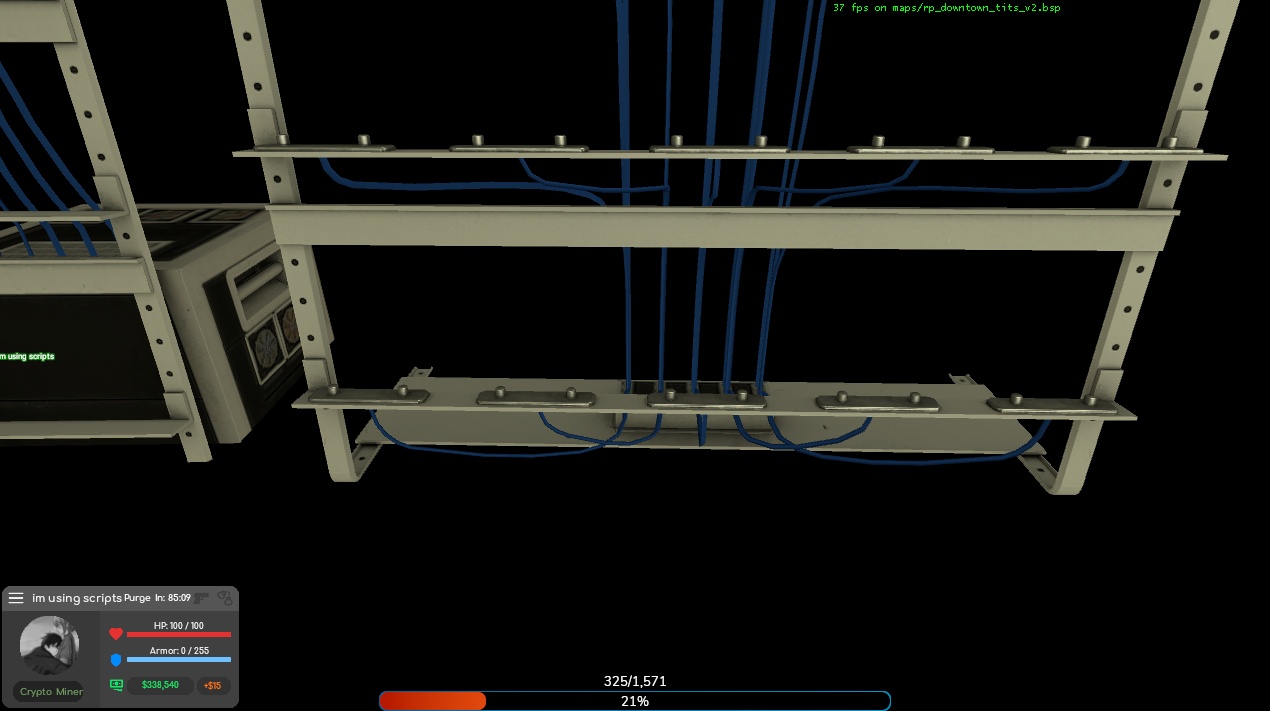 37 fps on maps/rp_downtown_tits_v2.bsp
m using scripts
im using scripts Purge In: 85:09
HP: 100 / 100
Armor: 0 / 255
Crypto Miner
$338,540 +$15
325/1,571
21%